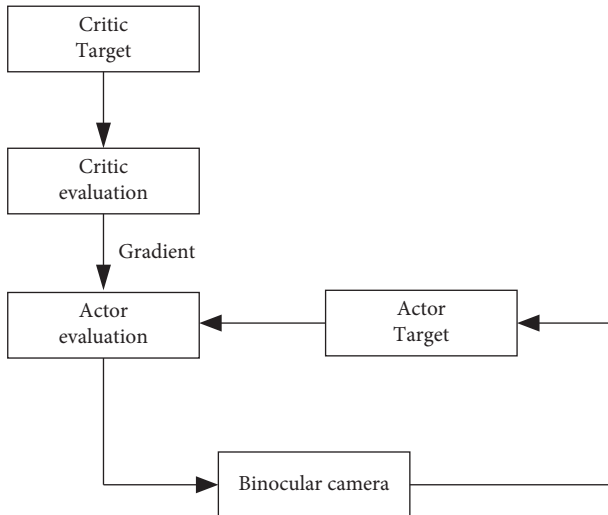 Critic
Target
Critic
evaluation
Gradient
Actor
evaluation
Actor
Target
Binocular camera